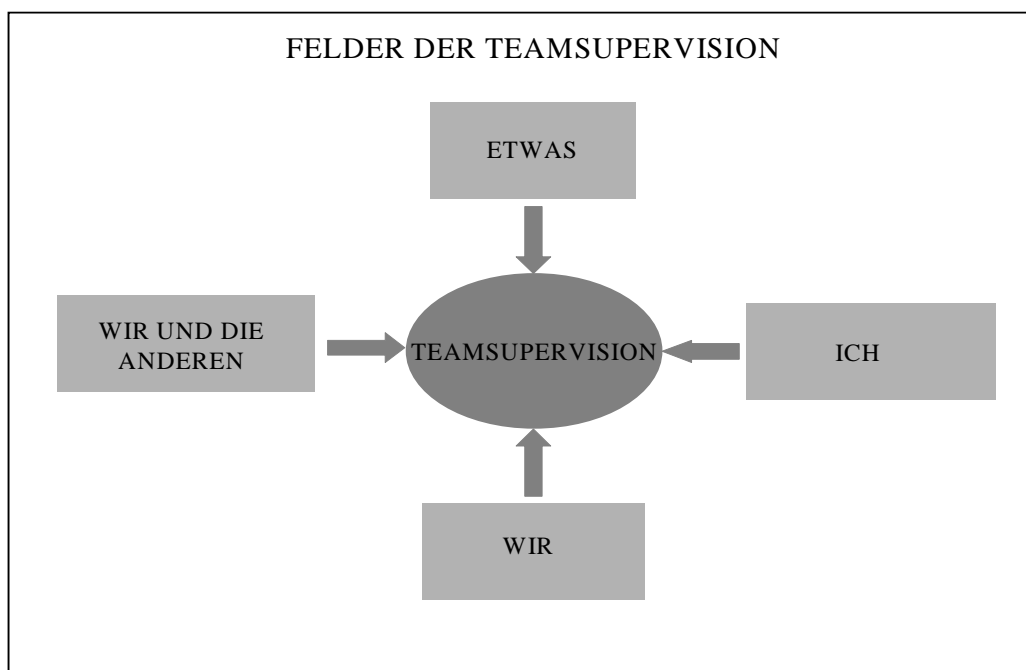 FELDER DER TEAMSUPERVISION
ETWAS
WIR UND DIE
ANDEREN
TEAMSUPERVISION
ICH
WIR